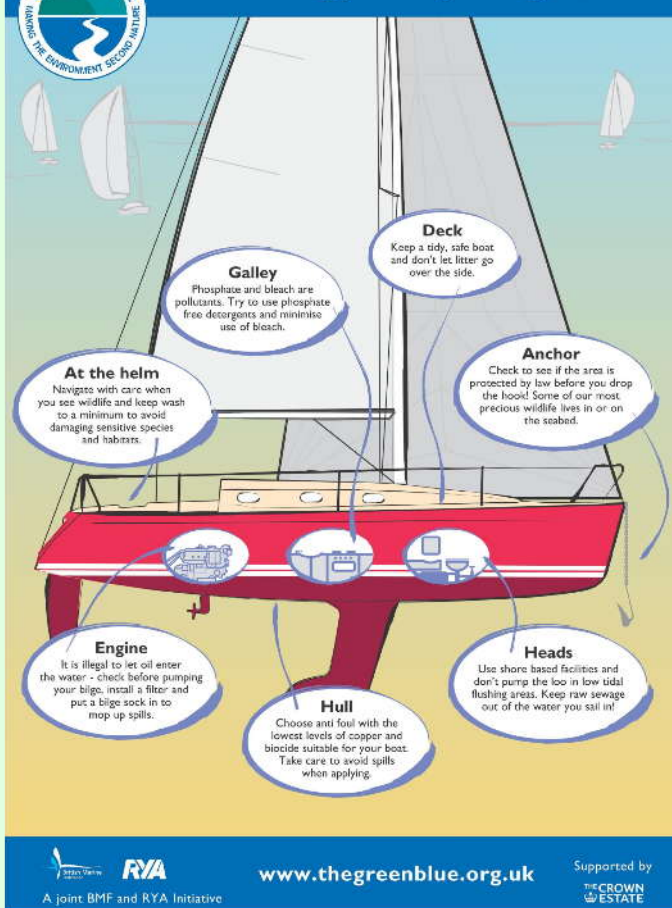 MAKING THE ENVIRONMENT SECOND NATURE
Deck
Keep a tidy, safe boat
and don't let litter go
over the side.
Galley
Phosphate and bleach are
pollutants. Try to use phosphate
free detergents and minimise
use of bleach.
Anchor
Check to see if the area is
protected by law before you drop
the hook! Some of our most
precious wildlife lives in or on
the seabed.
At the helm
Navigate with care when
you see wildlife and keep wash
to a minimum to avoid
damaging sensitive species
and habitats.
Engine
It is illegal to let oil enter
the water - check before pumping
your bilge, install a filter and
put a bilge sock in to
mop up spills.
Heads
Use shore based facilities and
don't pump the loo in low tidal
flushing areas. Keep raw sewage
out of the water you sail in!
Hull
Choose anti foul with the
lowest levels of copper and
biocide suitable for your boat.
Take care to avoid spills
when applying.
British Marine
RYA
A joint BMF and RYA Initiative
www.thegreenblue.org.uk
Supported by
THE CROWN
ESTATE